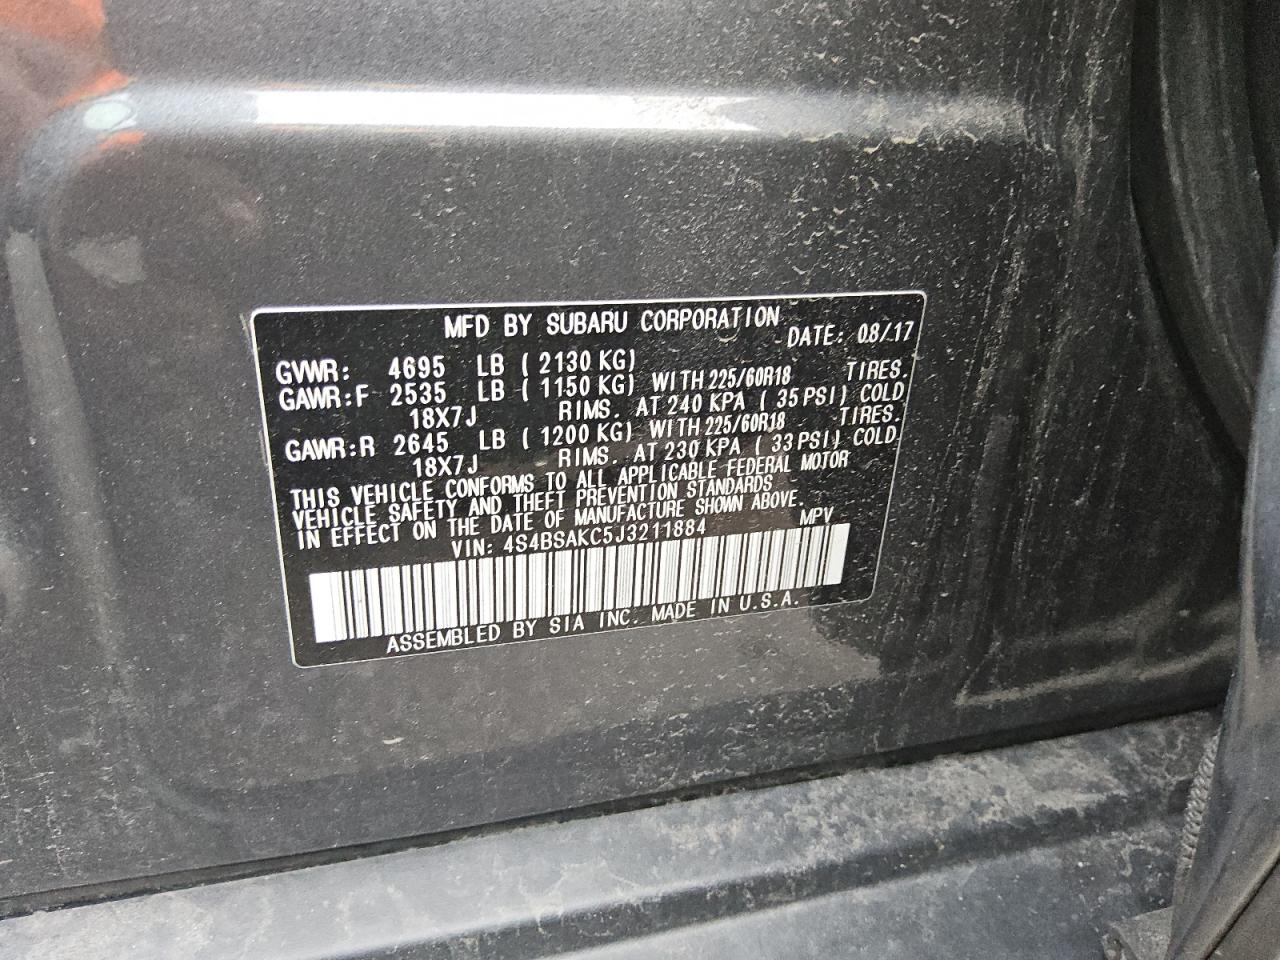 MFD BY SUBARU CORPORATION DATE: 08/17
GVWR: 4695 LB ( 2130 KG)
GAWR:F 2535 LB ( 1150 KG) WITH 225/60R18 TIRES.
18X7J RIMS. AT 240 KPA ( 35 PSI) COLD
GAWR:R 2645 LB ( 1200 KG) WITH 225/60R18 TIRES.
18X7J RIMS. AT 230 KPA ( 33 PSI) COLD.
THIS VEHICLE CONFORMS TO ALL APPLICABLE FEDERAL MOTOR
VEHICLE SAFETY AND THEFT PREVENTION STANDARDS
IN EFFECT ON THE DATE OF MANUFACTURE SHOWN ABOVE.
VIN: 4S4BSAKC5J3211884 MPV
ASSEMBLED BY SIA INC. MADE IN U.S.A.